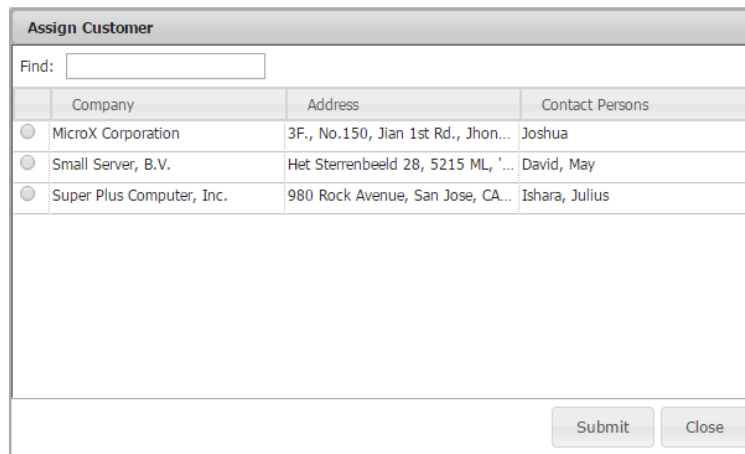 Assign Customer
Find:
Company Address Contact Persons
MicroX Corporation 3F., No.150, Jian 1st Rd., Jhon... Joshua
Small Server, B.V. Het Sterrenbeeld 28, 5215 ML, '... David, May
Super Plus Computer, Inc. 980 Rock Avenue, San Jose, CA... Ishara, Julius
Submit Close